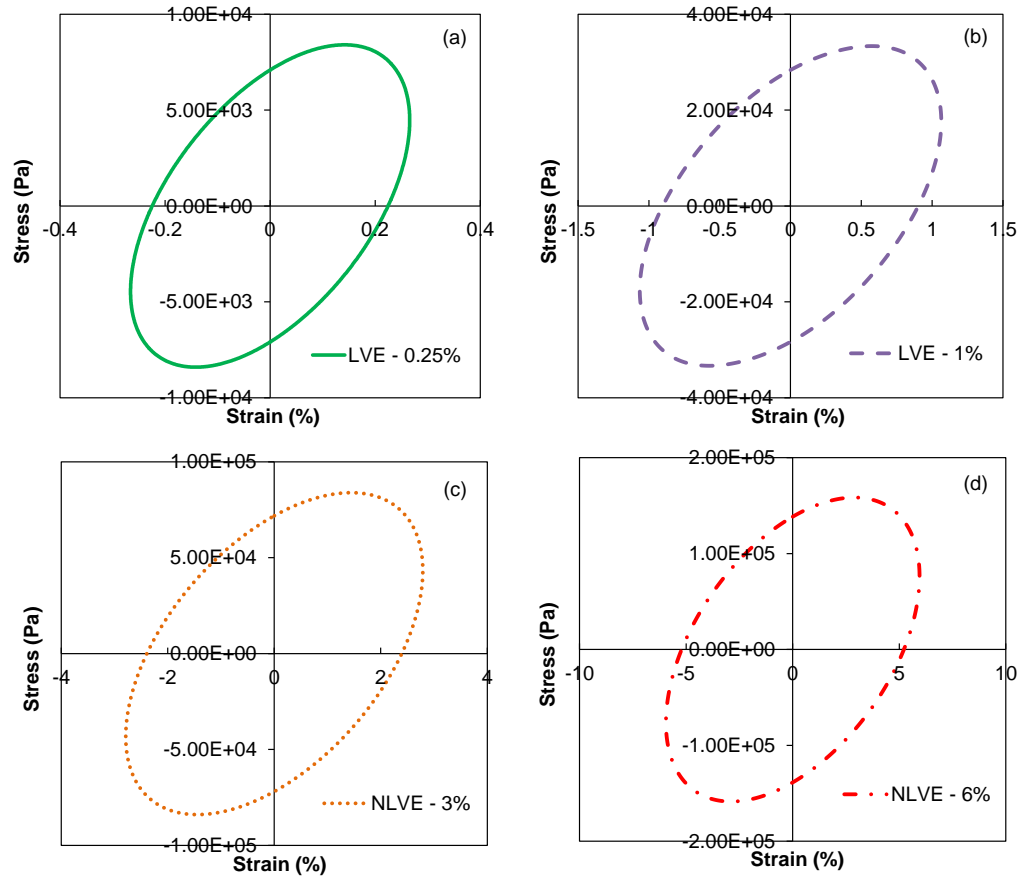 1.00E+04
(a)
5.00E+03
Stress (Pa)
0.00E+00
-0.4 -0.2 0 0.2 0.4
-5.00E+03
LVE - 0.25%
-1.00E+04
Strain (%)
4.00E+04
(b)
2.00E+04
Stress (Pa)
0.00E+00
-1.5 -1 -0.5 0 0.5 1 1.5
-2.00E+04
LVE - 1%
-4.00E+04
Strain (%)
1.00E+05
(c)
5.00E+04
Stress (Pa)
0.00E+00
-4 -2 0 2 4
-5.00E+04
NLVE - 3%
-1.00E+05
Strain (%)
2.00E+05
(d)
1.00E+05
Stress (Pa)
0.00E+00
-10 -5 0 5 10
-1.00E+05
NLVE - 6%
-2.00E+05
Strain (%)